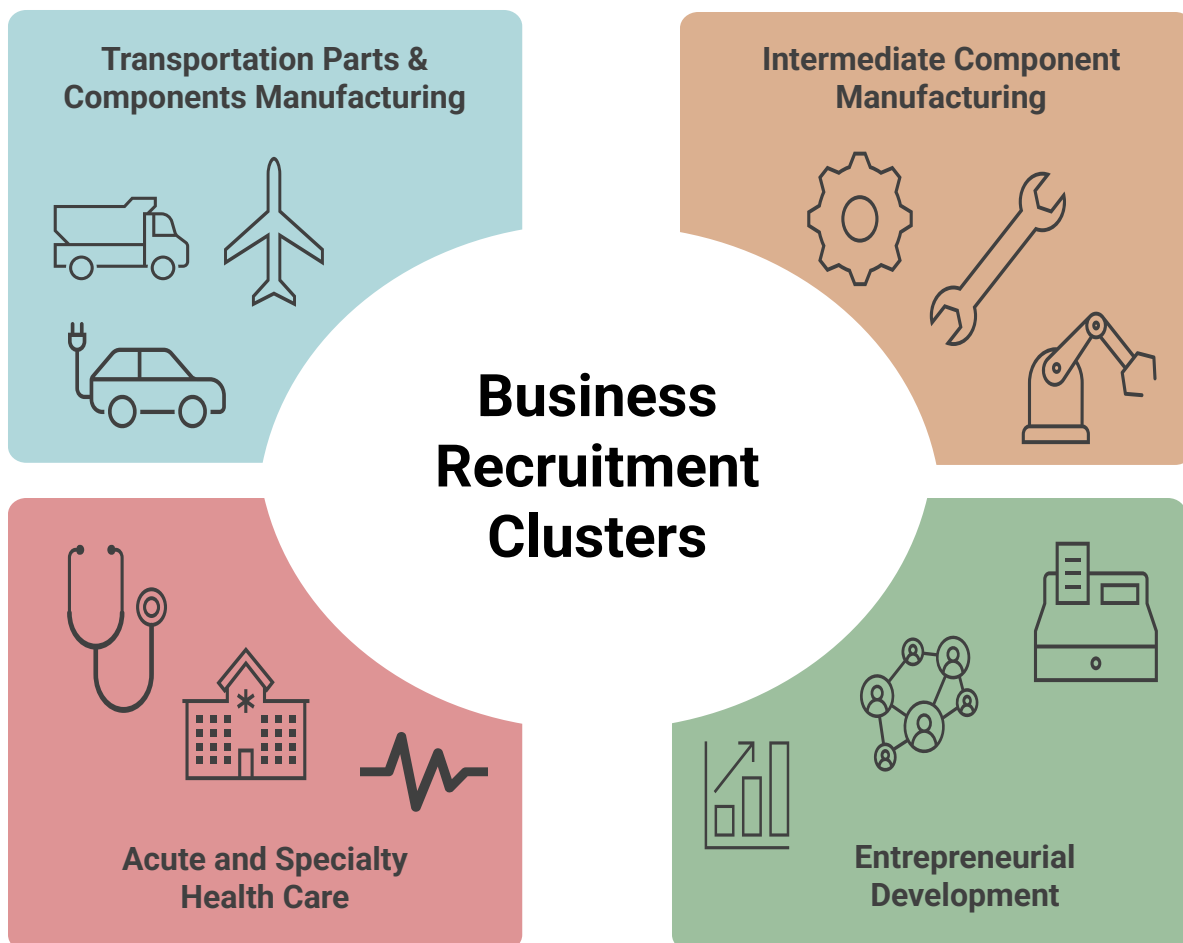 Transportation Parts &
Components Manufacturing
Intermediate Component
Manufacturing
Business
Recruitment
Clusters
Acute and Specialty
Health Care
Entrepreneurial
Development